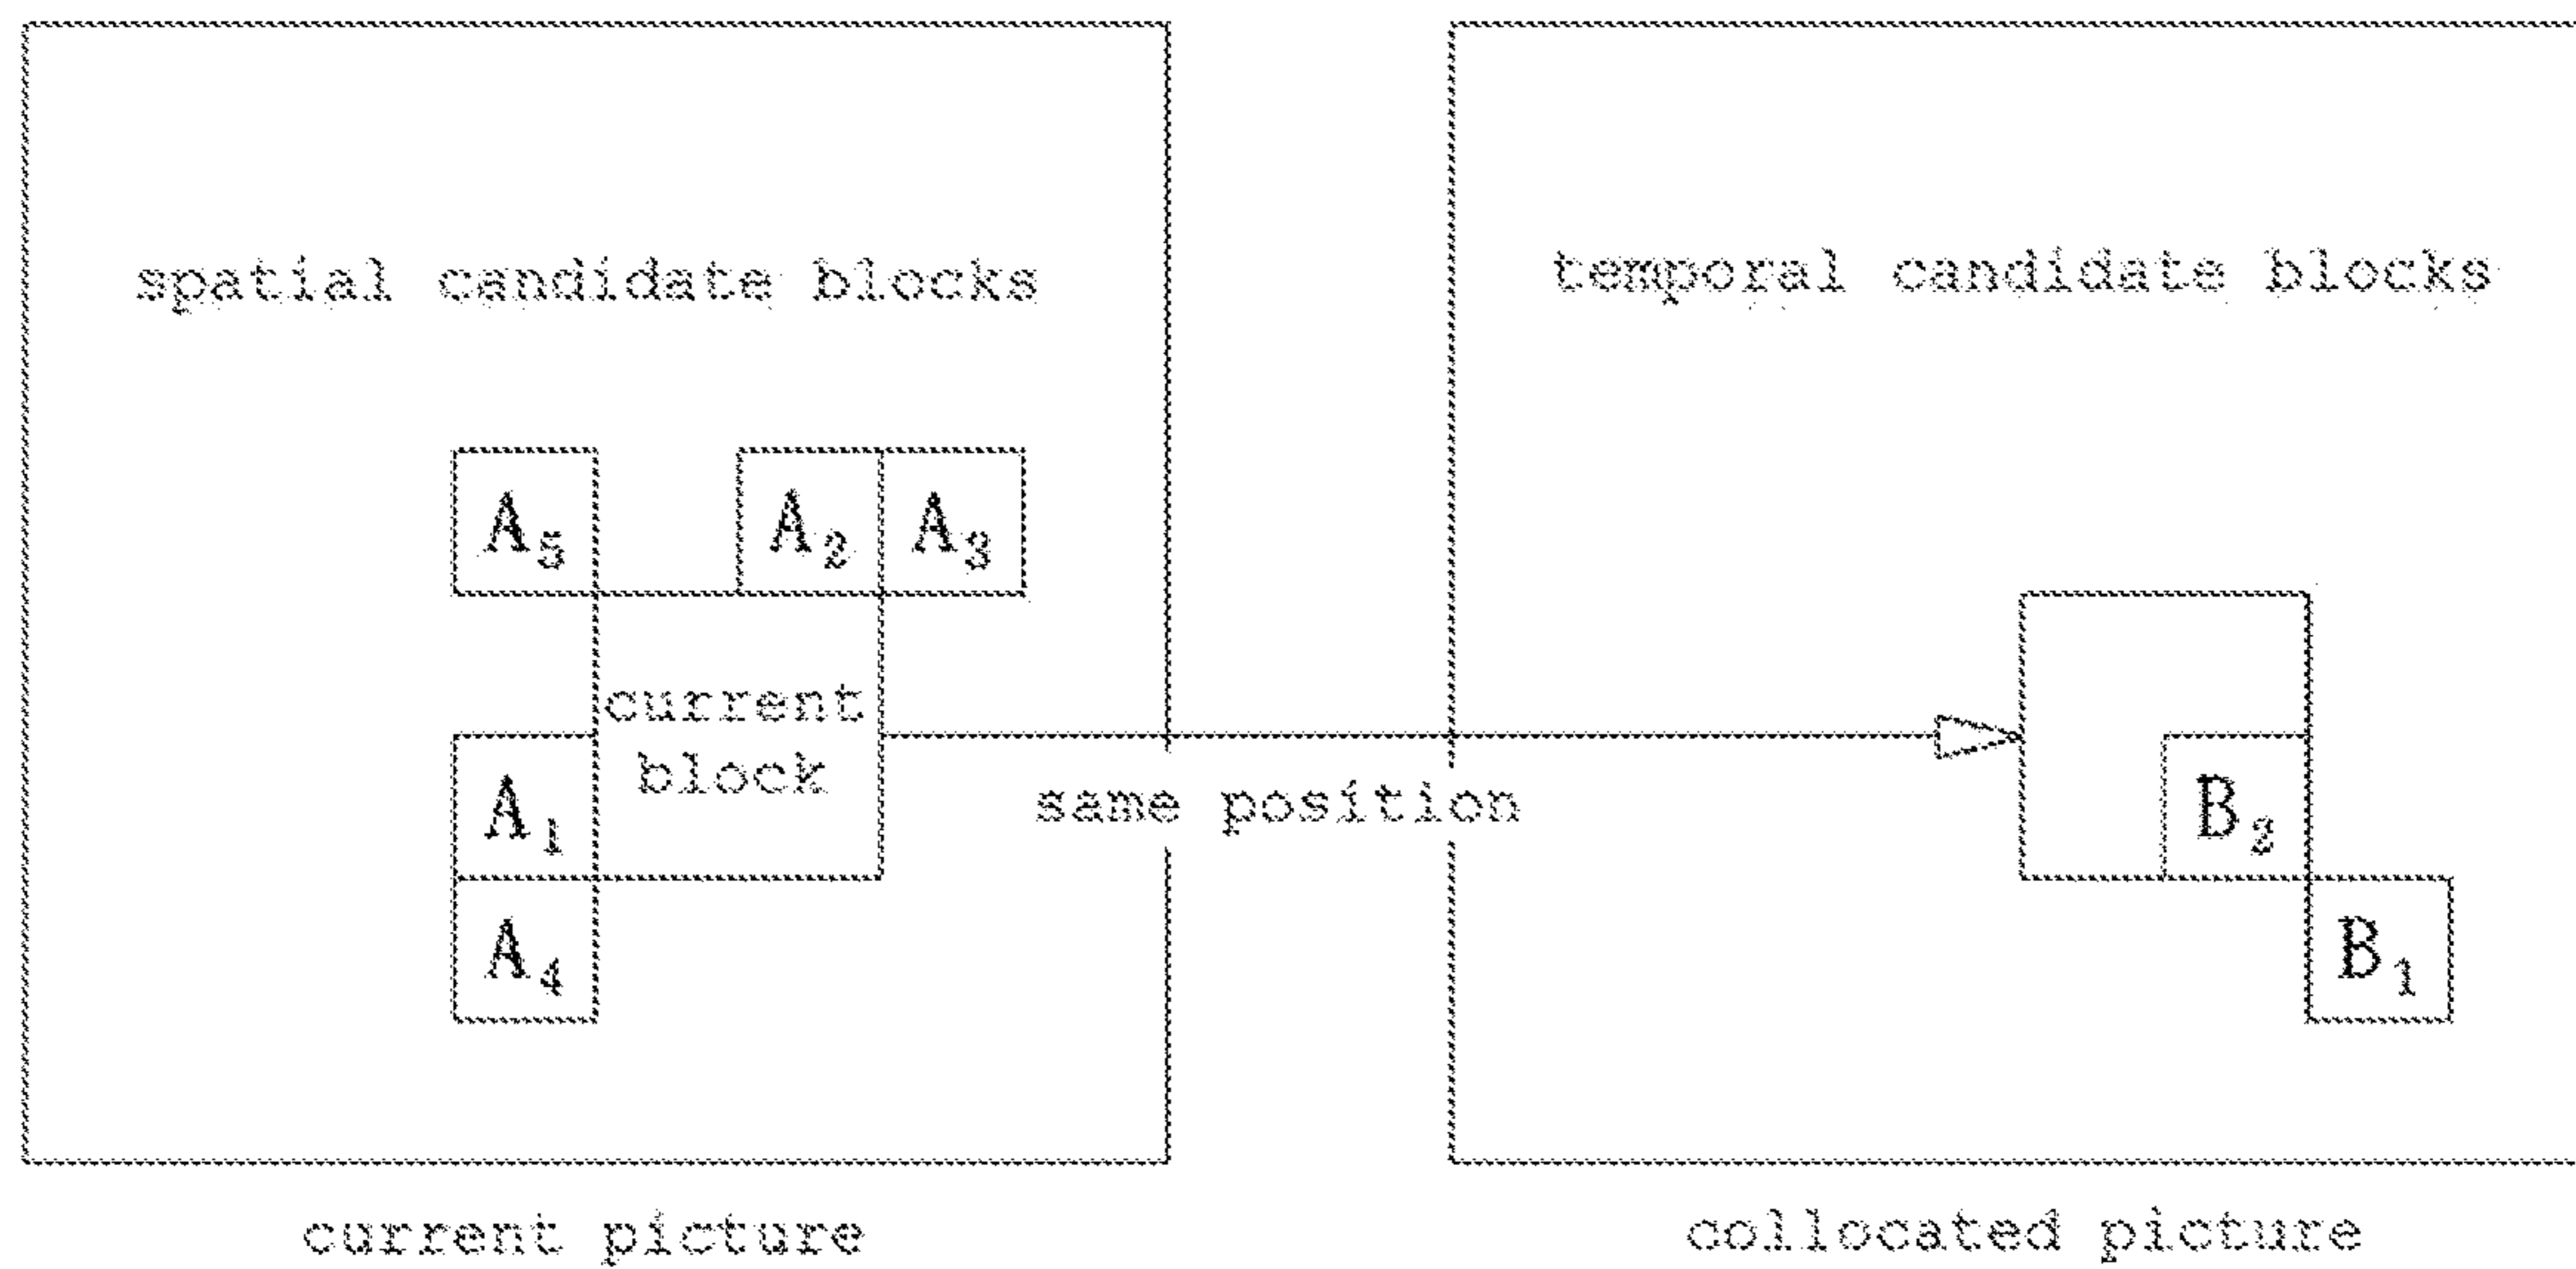 spatial candidate blocks
temporal candidate blocks
A5
A2
A3
current
block
same position
A1
B2
A4
B1
current picture
collocated picture